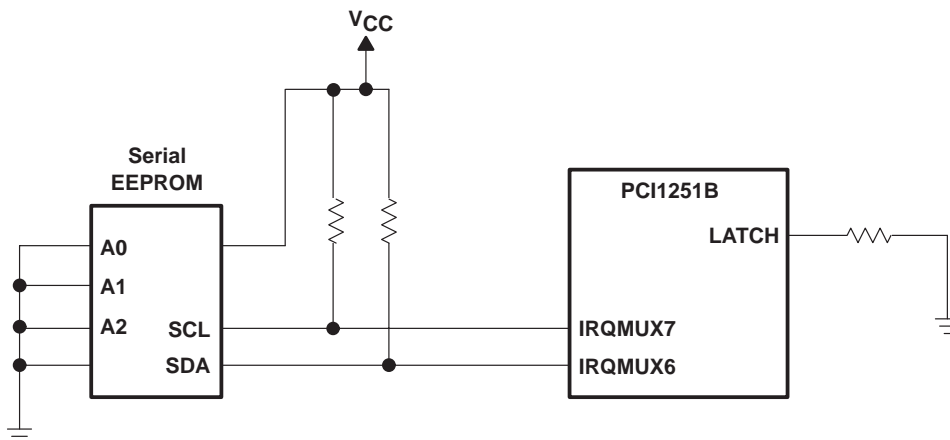 VCC
Serial
EEPROM
PCI1251B
A0
LATCH
A1
A2
SCL
IRQMUX7
SDA
IRQMUX6